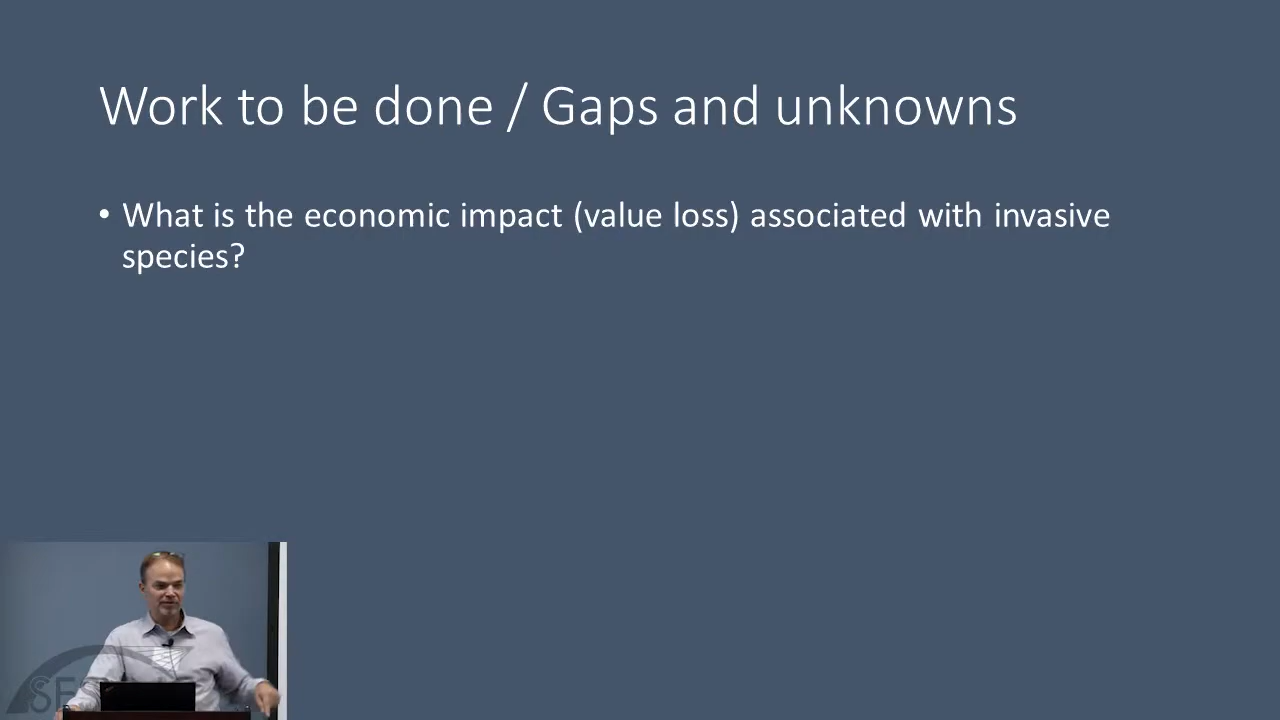 Work to be done / Gaps and unknowns
• What is the economic impact (value loss) associated with invasive
species?